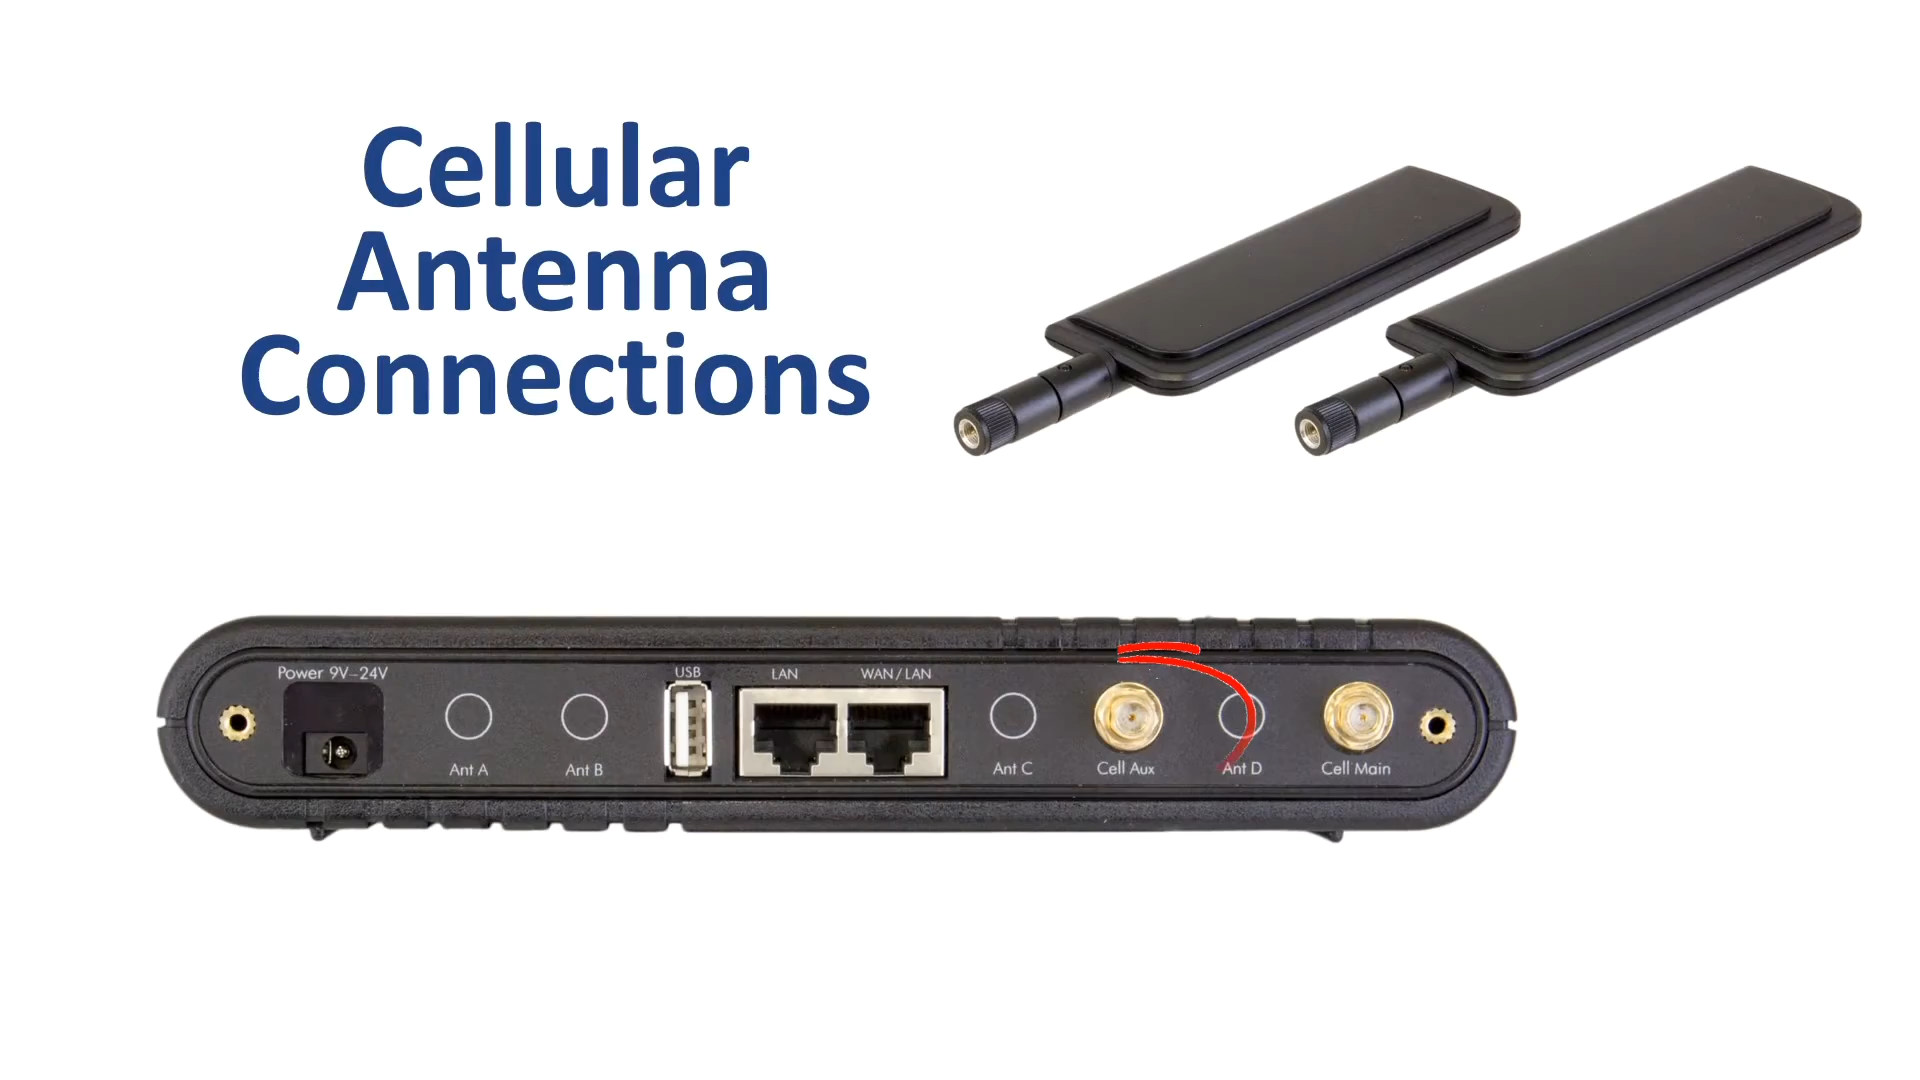 Cellular
Antenna
Connections
Power 9V–24V
USB
LAN
WAN/LAN
Ant A
Ant B
Ant C
Cell Aux
Ant D
Cell Main